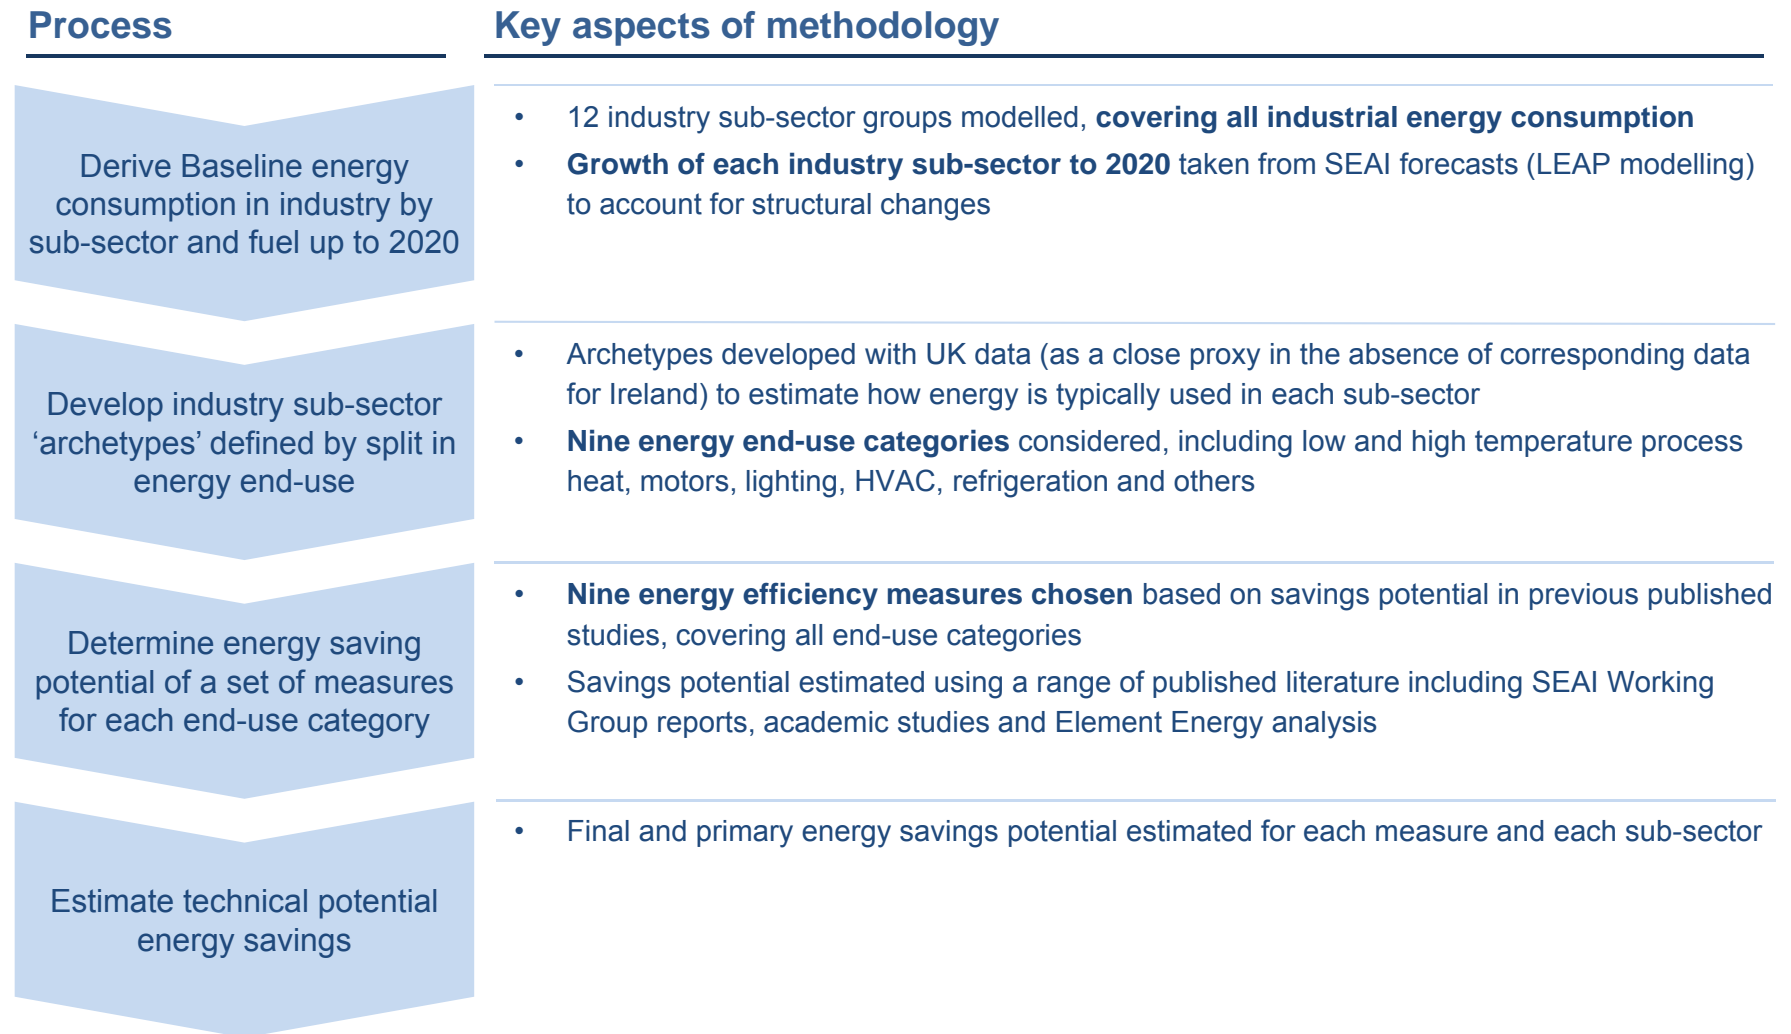 Process
Key aspects of methodology
Derive Baseline energy
consumption in industry by
sub-sector and fuel up to 2020
• 12 industry sub-sector groups modelled, covering all industrial energy consumption
• Growth of each industry sub-sector to 2020 taken from SEAI forecasts (LEAP modelling)
to account for structural changes
Develop industry sub-sector
‘archetypes’ defined by split in
energy end-use
• Archetypes developed with UK data (as a close proxy in the absence of corresponding data
for Ireland) to estimate how energy is typically used in each sub-sector
• Nine energy end-use categories considered, including low and high temperature process
heat, motors, lighting, HVAC, refrigeration and others
Determine energy saving
potential of a set of measures
for each end-use category
• Nine energy efficiency measures chosen based on savings potential in previous published
studies, covering all end-use categories
• Savings potential estimated using a range of published literature including SEAI Working
Group reports, academic studies and Element Energy analysis
Estimate technical potential
energy savings
• Final and primary energy savings potential estimated for each measure and each sub-sector